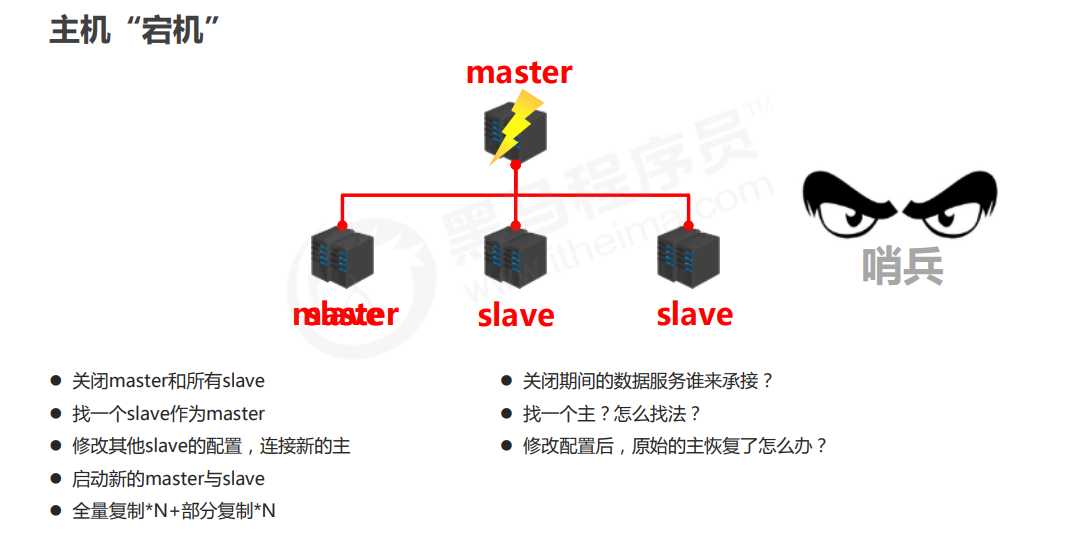 主机“宕机”
master
黑马程序员™
www.itheima.com
哨兵
master
slave
slave
slave
● 关闭master和所有slave
● 找一个slave作为master
● 修改其他slave的配置，连接新的主
● 启动新的master与slave
● 全量复制*N+部分复制*N
● 关闭期间的数据服务谁来承接？
● 找一个主？怎么找法？
● 修改配置后，原始的主恢复了怎么办？